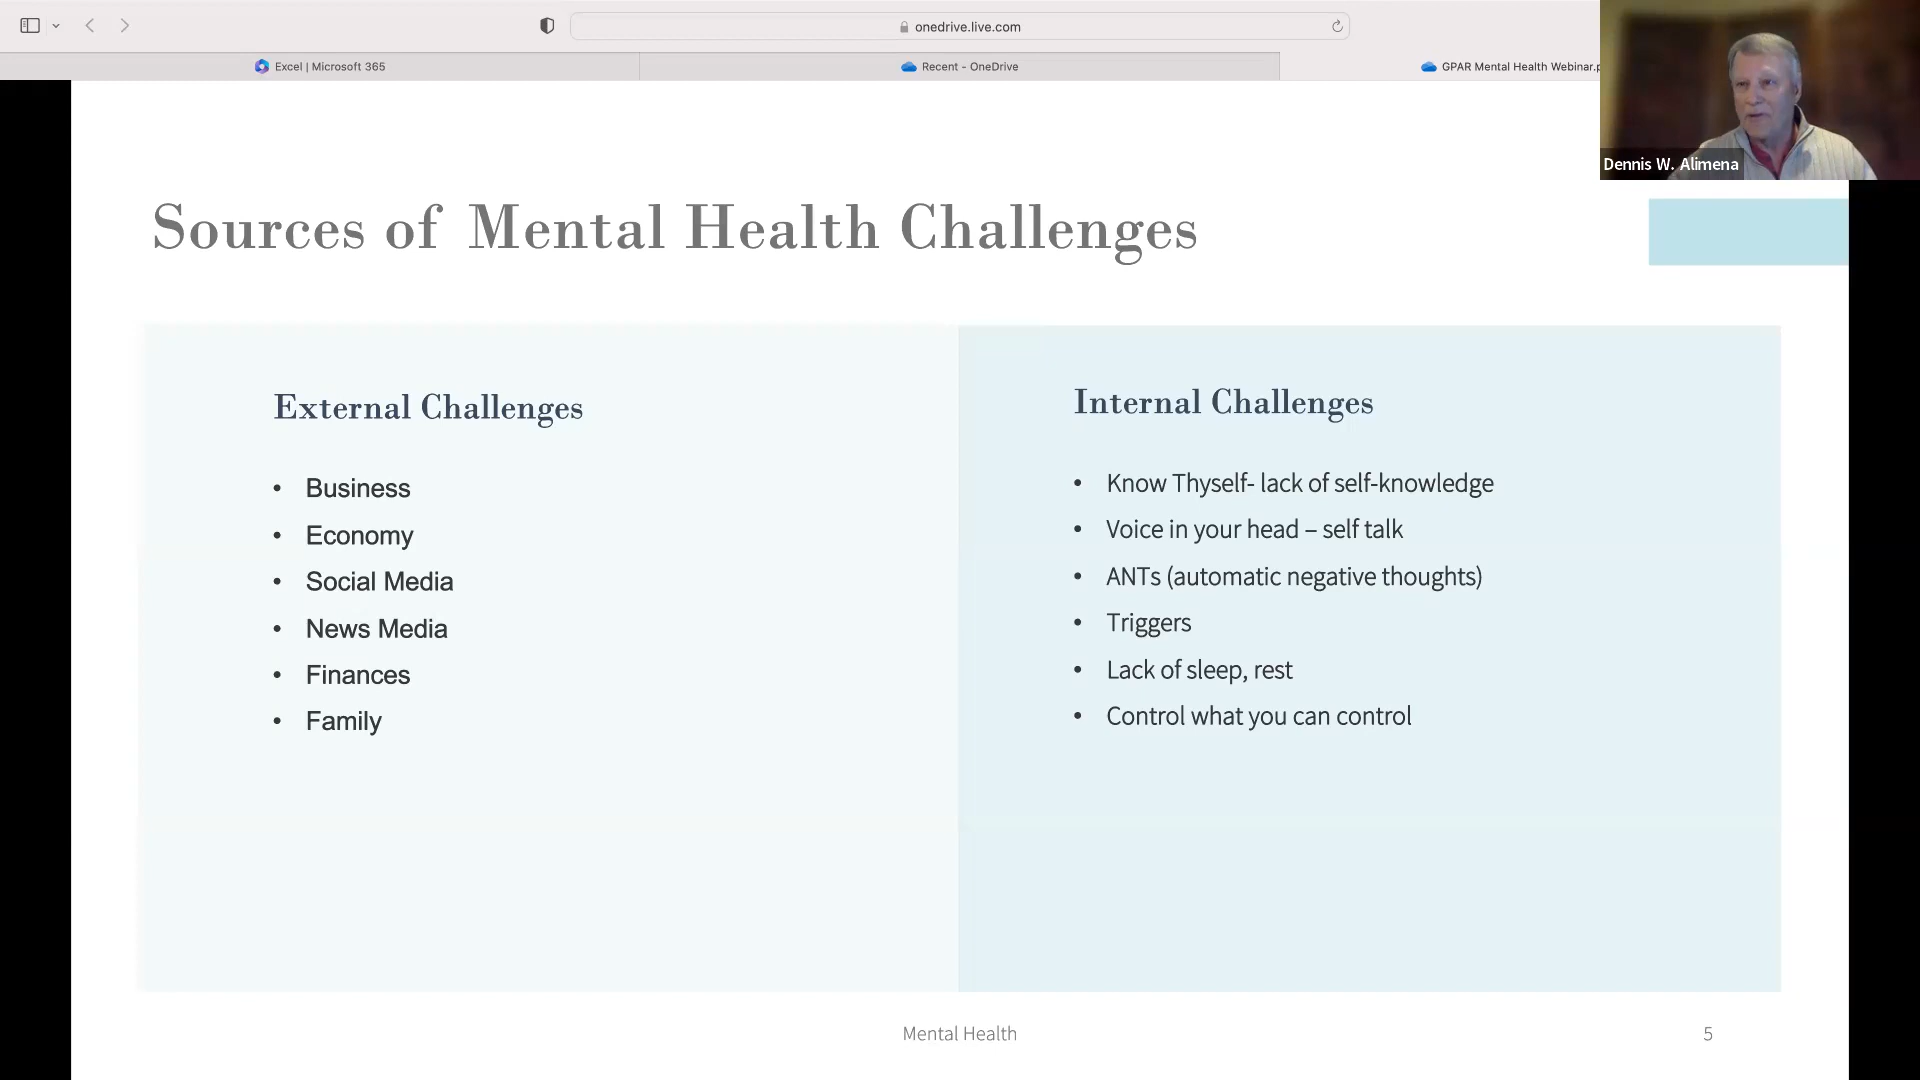 onedrive.live.com
Excel | Microsoft 365
Recent - OneDrive
GPAR Mental Health Webinar.p
Dennis W. Alimena
Sources of Mental Health Challenges
External Challenges
• Business
• Economy
• Social Media
• News Media
• Finances
• Family
Internal Challenges
• Know Thyself- lack of self-knowledge
• Voice in your head – self talk
• ANTs (automatic negative thoughts)
• Triggers
• Lack of sleep, rest
• Control what you can control
Mental Health
5